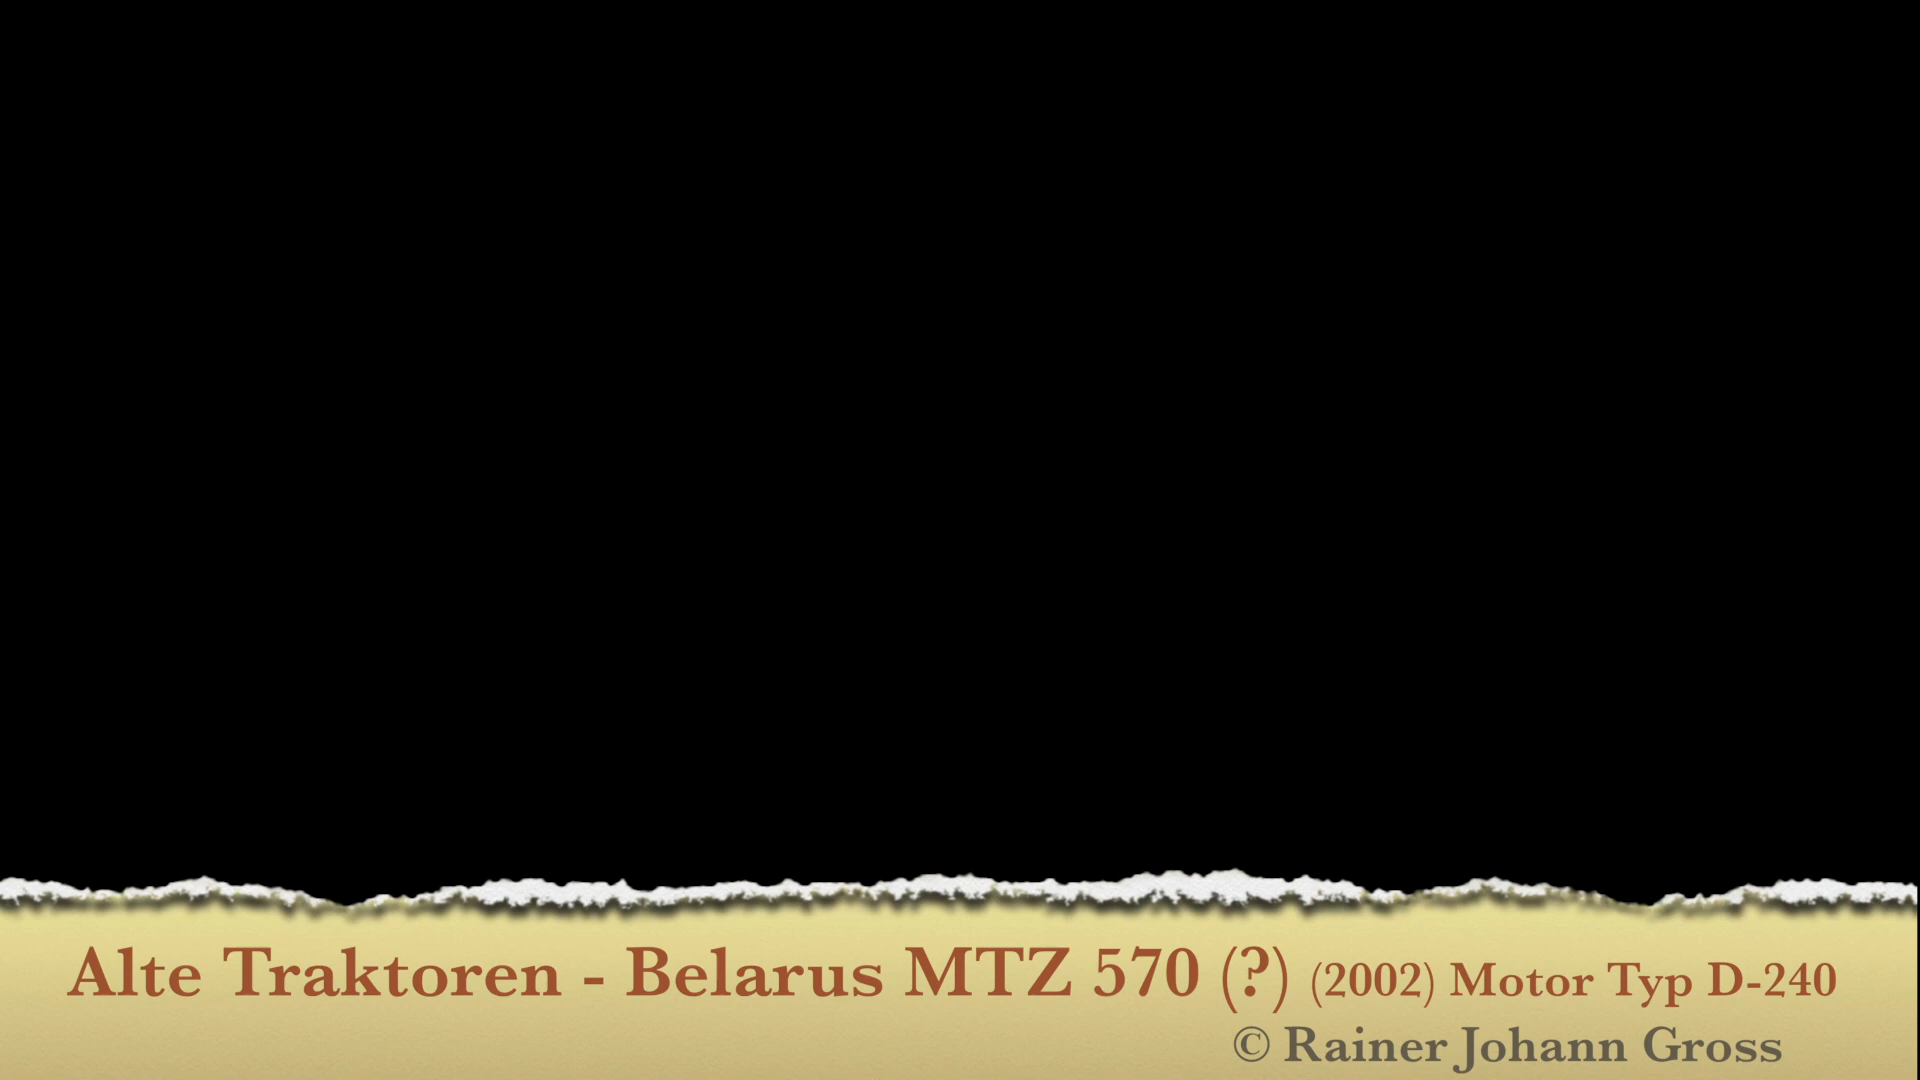 Alte Traktoren - Belarus MTZ 570 (?) (2002) Motor Typ D-240
© Rainer Johann Gross